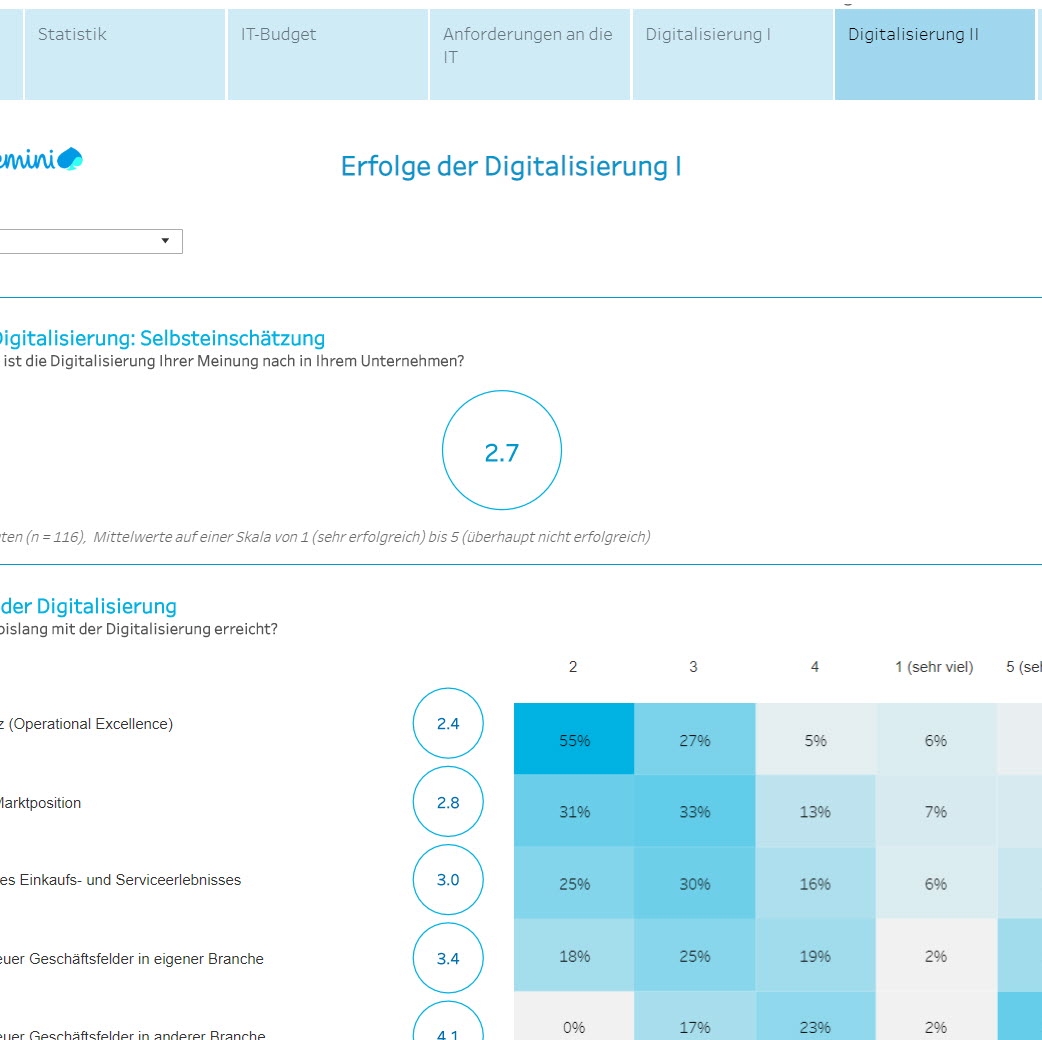 Statistik
IT-Budget
Anforderungen an die
IT
Digitalisierung I
Digitalisierung II
emini
Erfolge der Digitalisierung I
Digitalisierung: Selbsteinschätzung
ist die Digitalisierung Ihrer Meinung nach in Ihrem Unternehmen?
2.7
ten (n = 116), Mittelwerte auf einer Skala von 1 (sehr erfolgreich) bis 5 (überhaupt nicht erfolgreich)
der Digitalisierung
bislang mit der Digitalisierung erreicht?
2 3 4 1 (sehr viel) 5 (seh
z (Operational Excellence) 2.4 55% 27% 5% 6%
Marktposition 2.8 31% 33% 13% 7%
es Einkaufs- und Serviceerlebnisses 3.0 25% 30% 16% 6%
euer Geschäftsfelder in eigener Branche 3.4 18% 25% 19% 2%
euer Geschäftsfelder in anderer Branche 4.1 0% 17% 23% 2%